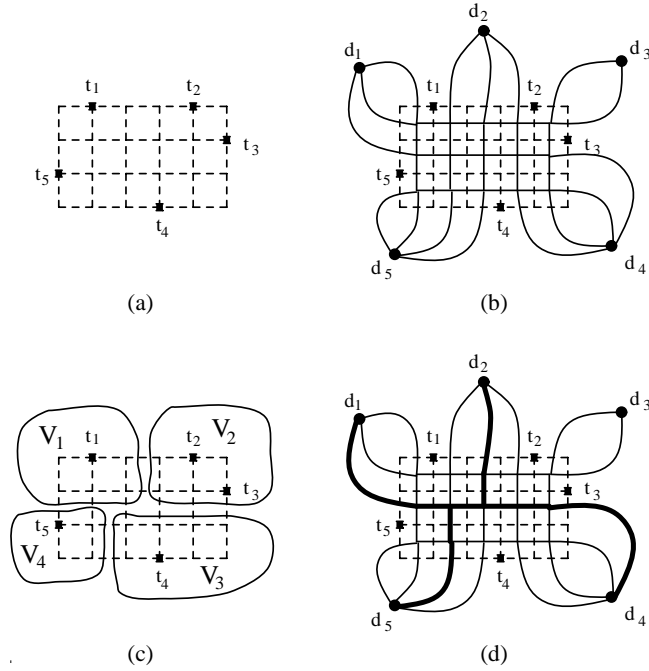 d₂
d₁
d₃
t₁ t₂
t₁ t₂
t₃
t₃
t₅
t₅
t₄
t₄
d₅
d₄
(a) (b)
d₂
d₁
d₃
V₁ t₁ t₂ V₂
t₁ t₂
t₃
t₃
t₅
t₅
V₄ t₄ V₃
t₄
d₅
d₄
(c) (d)